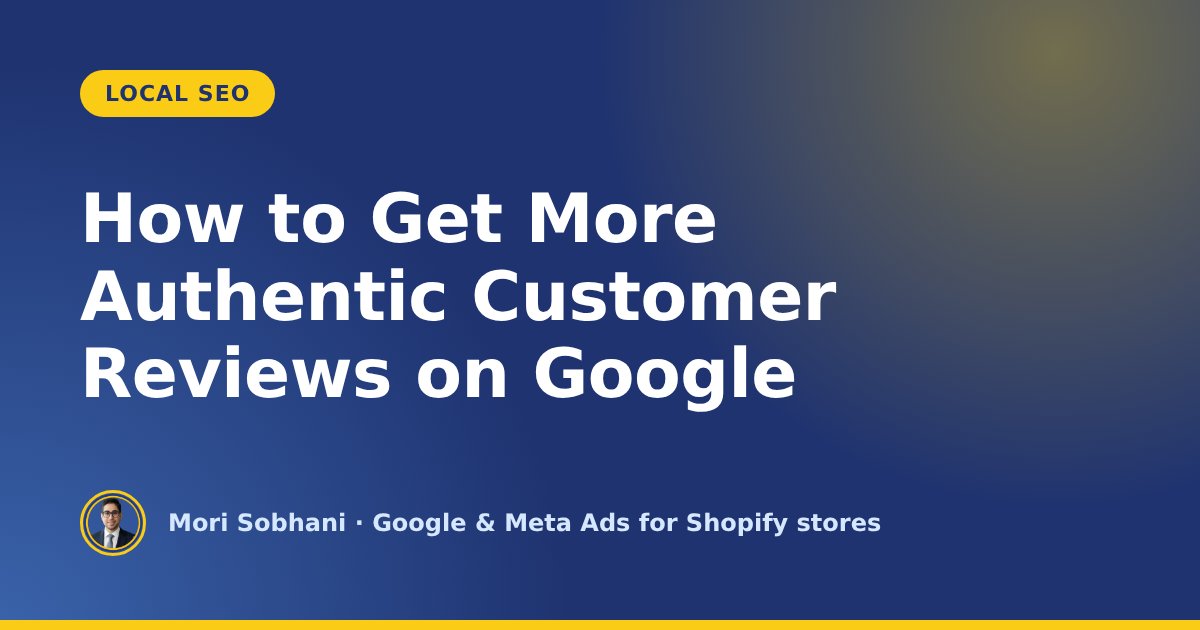 LOCAL SEO
How to Get More
Authentic Customer
Reviews on Google
Mori Sobhani · Google & Meta Ads for Shopify stores